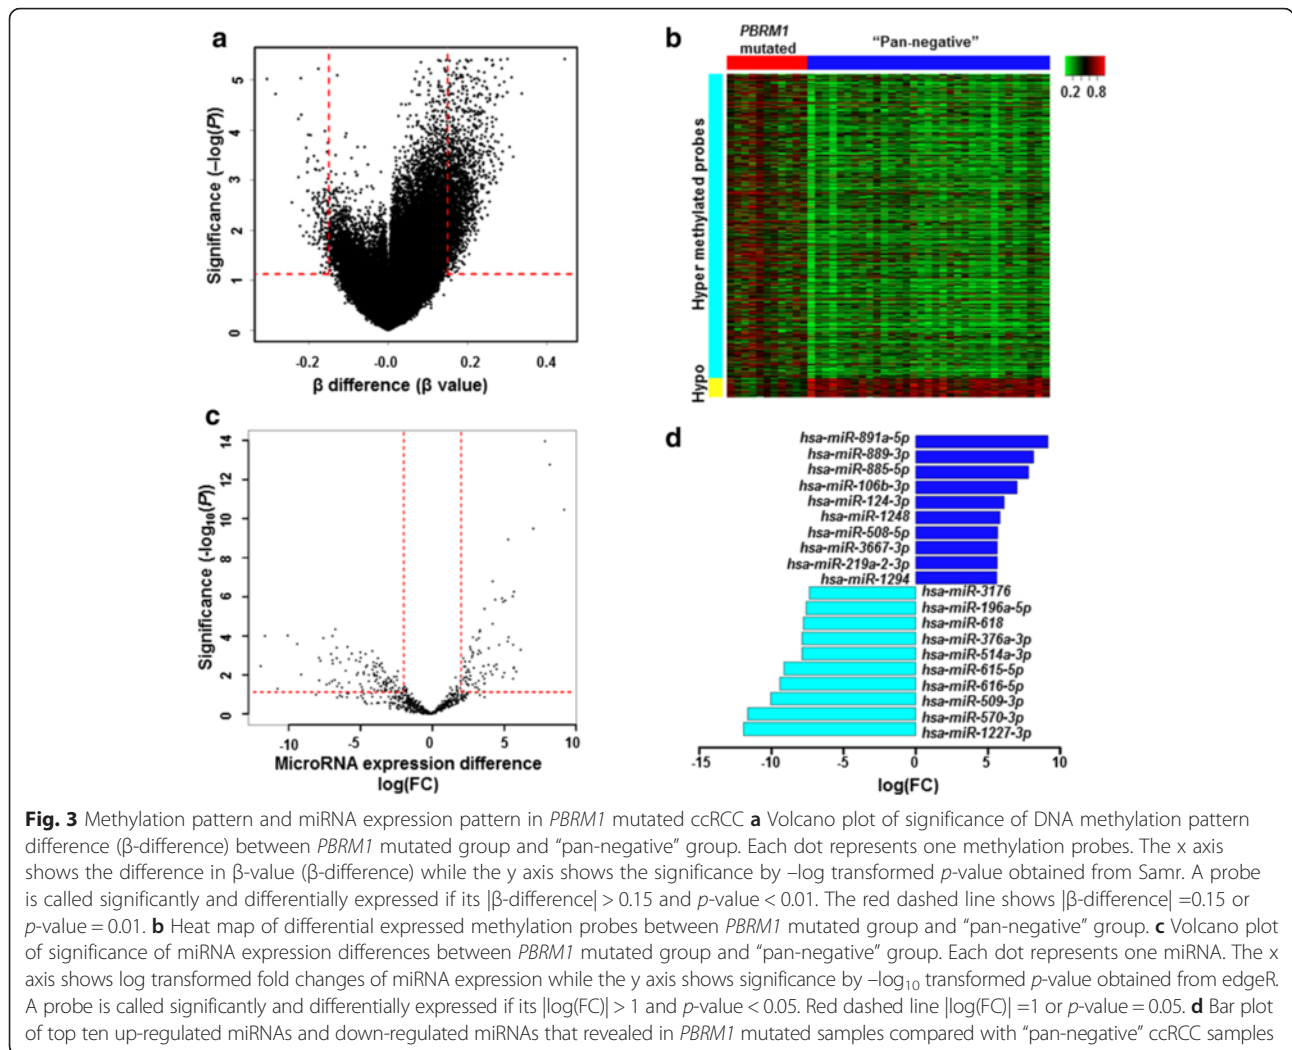 a
Significance (–log(P))
5
4
3
2
1
0
-0.2
-0.0
0.2
0.4
β difference (β value)
b
PBRM1
mutated
“Pan-negative”
0.2 0.8
Hyper methylated probes
Hypo
c
Significance (-log10(P))
14
12
10
8
6
4
2
0
-10
-5
0
5
10
MicroRNA expression difference
log(FC)
d
hsa-miR-891a-5p
hsa-miR-889-3p
hsa-miR-885-5p
hsa-miR-106b-3p
hsa-miR-124-3p
hsa-miR-1248
hsa-miR-508-5p
hsa-miR-3667-3p
hsa-miR-219a-2-3p
hsa-miR-1294
hsa-miR-3176
hsa-miR-196a-5p
hsa-miR-618
hsa-miR-376a-3p
hsa-miR-514a-3p
hsa-miR-615-5p
hsa-miR-616-5p
hsa-miR-509-3p
hsa-miR-570-3p
hsa-miR-1227-3p
-15
-10
-5
0
5
10
log(FC)
Fig. 3 Methylation pattern and miRNA expression pattern in PBRM1 mutated ccRCC a Volcano plot of significance of DNA methylation pattern
difference (β-difference) between PBRM1 mutated group and “pan-negative” group. Each dot represents one methylation probes. The x axis
shows the difference in β-value (β-difference) while the y axis shows the significance by –log transformed p-value obtained from Samr. A probe
is called significantly and differentially expressed if its |β-difference| > 0.15 and p-value < 0.01. The red dashed line shows |β-difference| =0.15 or
p-value = 0.01. b Heat map of differential expressed methylation probes between PBRM1 mutated group and “pan-negative” group. c Volcano plot
of significance of miRNA expression differences between PBRM1 mutated group and “pan-negative” group. Each dot represents one miRNA. The x
axis shows log transformed fold changes of miRNA expression while the y axis shows significance by –log10 transformed p-value obtained from edgeR.
A probe is called significantly and differentially expressed if its |log(FC)| > 1 and p-value < 0.05. Red dashed line |log(FC)| =1 or p-value = 0.05. d Bar plot
of top ten up-regulated miRNAs and down-regulated miRNAs that revealed in PBRM1 mutated samples compared with “pan-negative” ccRCC samples